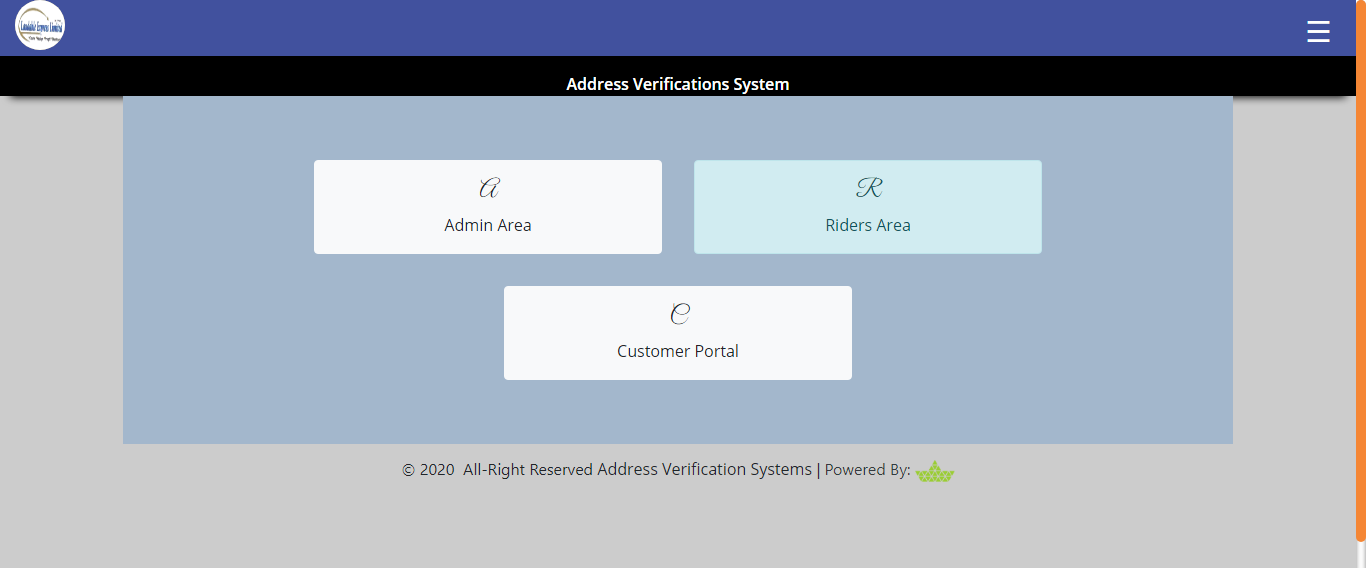 Address Verifications System
A
Admin Area
R
Riders Area
C
Customer Portal
© 2020 All-Right Reserved Address Verification Systems | Powered By: